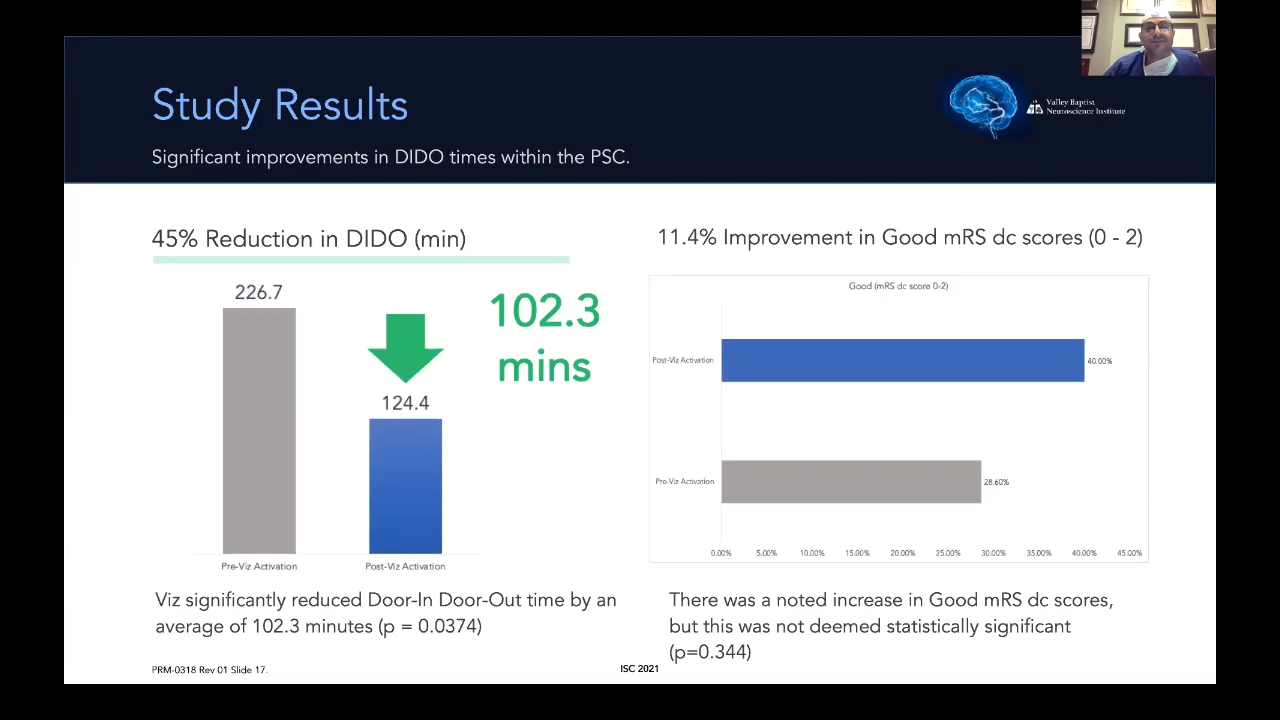 Study Results
Valley Baptist
Neuroscience Institute
Significant improvements in DIDO times within the PSC.
45% Reduction in DIDO (min)
226.7
124.4
102.3
mins
Pre-Viz Activation
Post-Viz Activation
Viz significantly reduced Door-In Door-Out time by an
average of 102.3 minutes (p = 0.0374)
11.4% Improvement in Good mRS dc scores (0 - 2)
Good (mRS dc score 0-2)
Post-Viz Activation
40.00%
Pre-Viz Activation
28.60%
0.00% 5.00% 10.00% 15.00% 20.00% 25.00% 30.00% 35.00% 40.00% 45.00%
There was a noted increase in Good mRS dc scores,
but this was not deemed statistically significant
(p=0.344)
PRM-0318 Rev 01 Slide 17.
ISC 2021